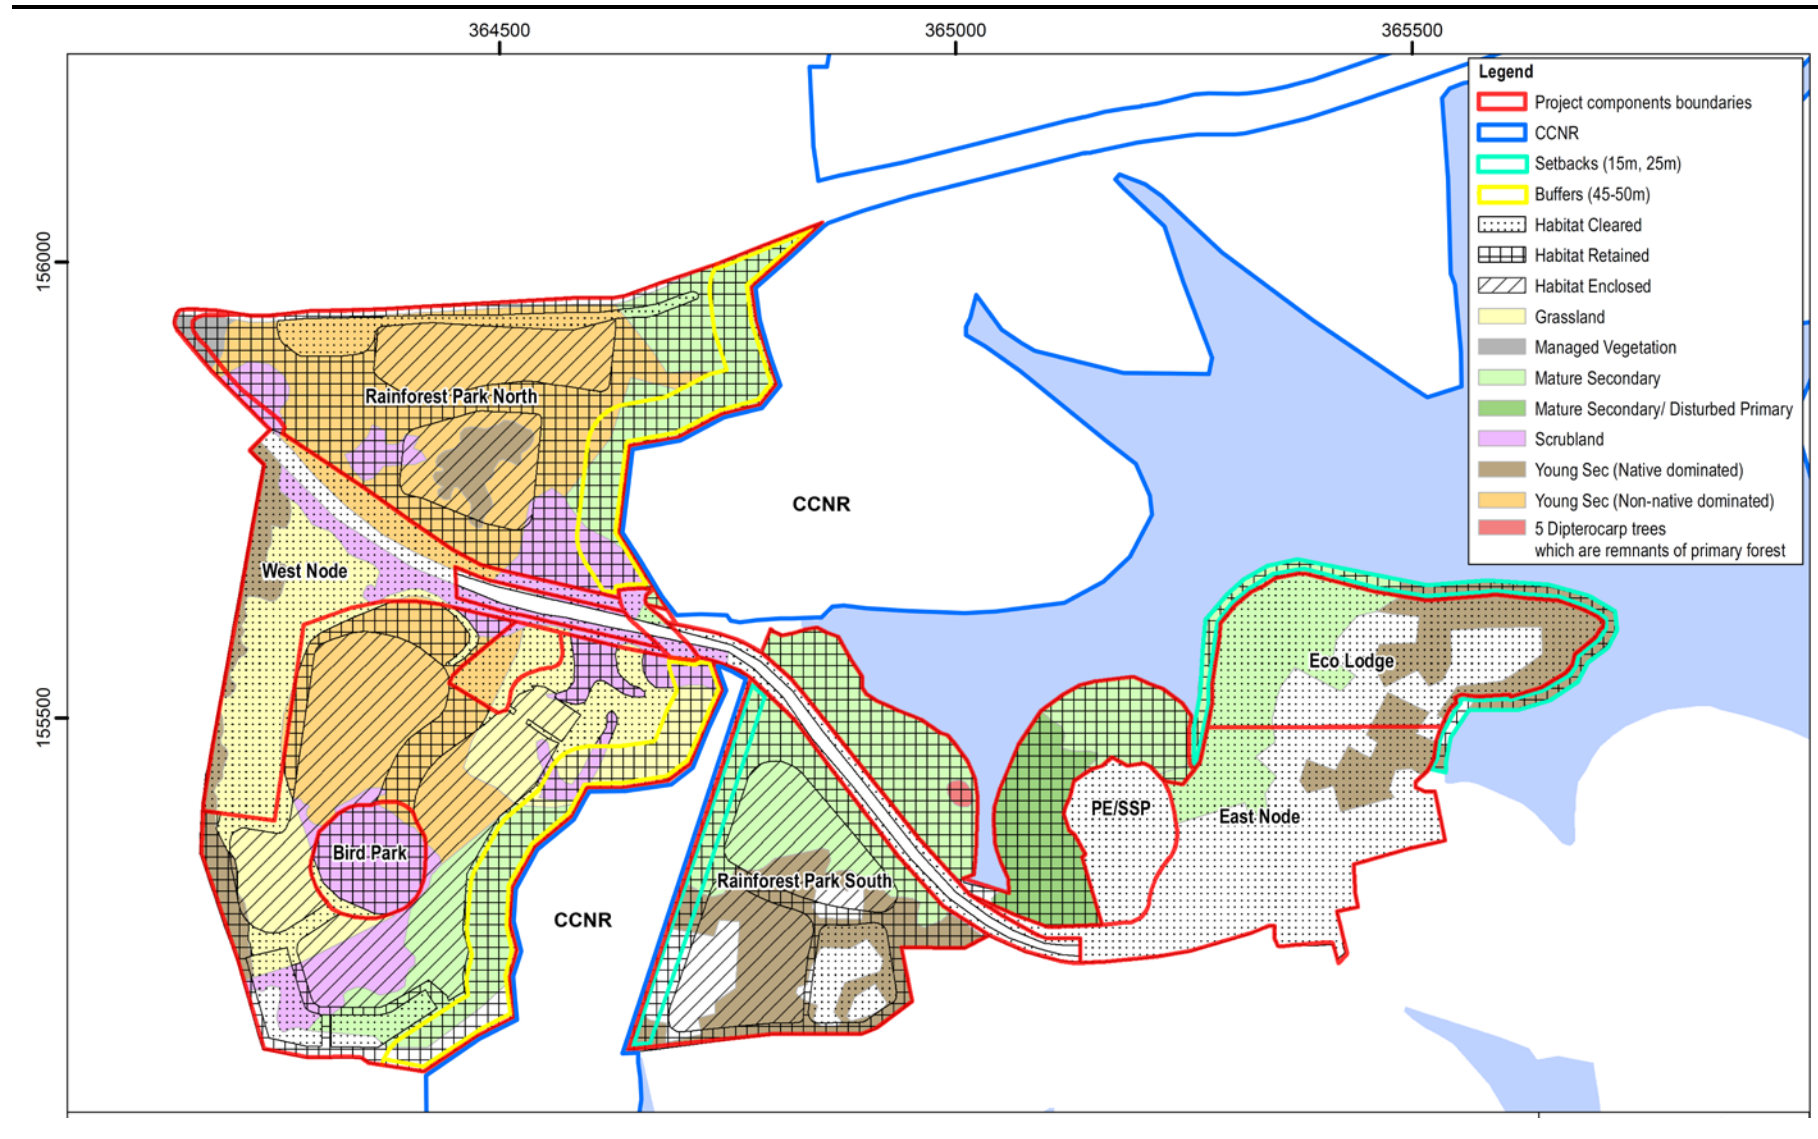 364500
365000
365500
156000
155500
Legend
Project components boundaries
CCNR
Setbacks (15m, 25m)
Buffers (45-50m)
Habitat Cleared
Habitat Retained
Habitat Enclosed
Grassland
Managed Vegetation
Mature Secondary
Mature Secondary/ Disturbed Primary
Scrubland
Young Sec (Native dominated)
Young Sec (Non-native dominated)
5 Dipterocarp trees
which are remnants of primary forest
Rainforest Park North
CCNR
West Node
Eco Lodge
PE/SSP
East Node
Bird Park
Rainforest Park South
CCNR